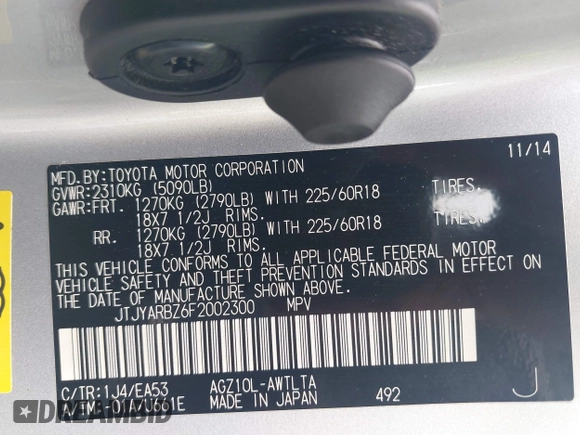 MFD.BY:TOYOTA MOTOR CORPORATION 11/14
GVWR:2310KG (5090LB)
GAWR:FRT. 1270KG (2790LB) WITH 225/60R18 TIRES,
18X7 1/2J RIMS.
RR. 1270KG (2790LB) WITH 225/60R18 TIRES,
18X7 1/2J RIMS.
THIS VEHICLE CONFORMS TO ALL APPLICABLE FEDERAL MOTOR
VEHICLE SAFETY AND THEFT PREVENTION STANDARDS IN EFFECT ON
THE DATE OF MANUFACTURE SHOWN ABOVE.
JTJYARBZ6F2002300 MPV
C/TR:1J4/EA53 AGZ10L-AWTLTA J
MADE IN JAPAN 492
RIDESAFELY